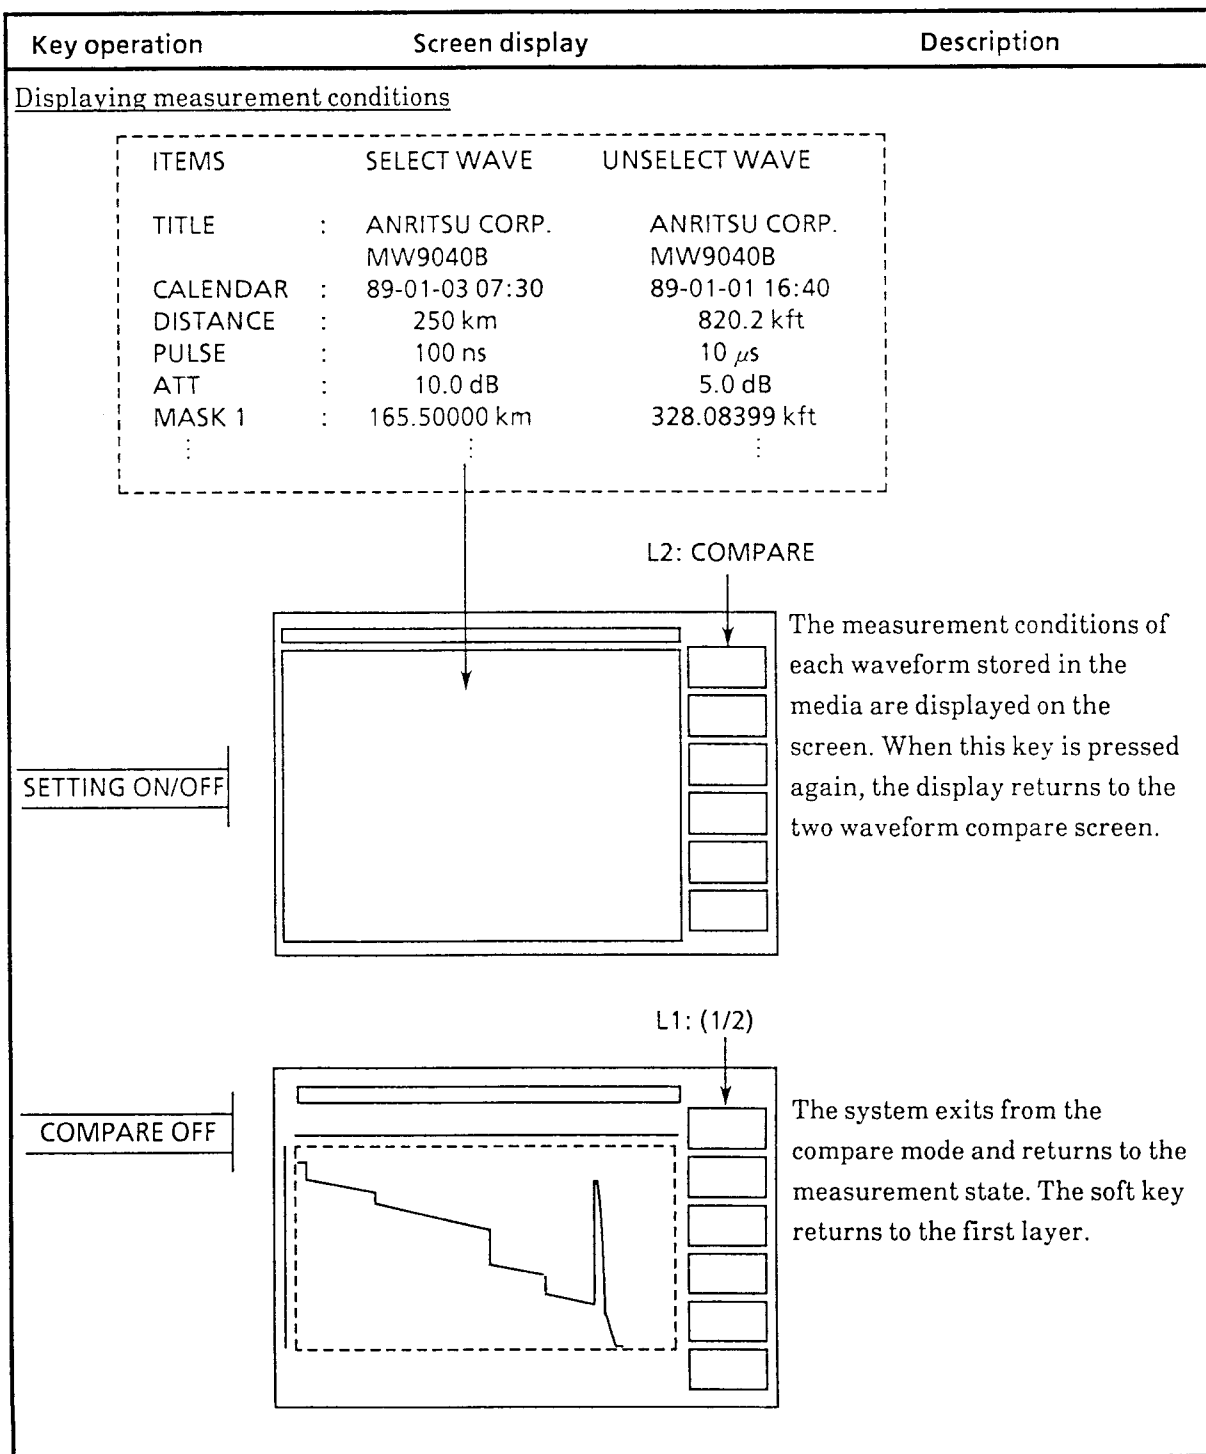 Key operation Screen display Description
Displaying measurement conditions
ITEMS SELECT WAVE UNSELECT WAVE
TITLE : ANRITSU CORP. ANRITSU CORP.
MW9040B MW9040B
CALENDAR : 89-01-03 07:30 89-01-01 16:40
DISTANCE : 250 km 820.2 kft
PULSE : 100 ns 10 μs
ATT : 10.0 dB 5.0 dB
MASK 1 : 165.50000 km 328.08399 kft
⋮ ⋮ ⋮
L2: COMPARE
SETTING ON/OFF
The measurement conditions of
each waveform stored in the
media are displayed on the
screen. When this key is pressed
again, the display returns to the
two waveform compare screen.
L1: (1/2)
COMPARE OFF
The system exits from the
compare mode and returns to the
measurement state. The soft key
returns to the first layer.